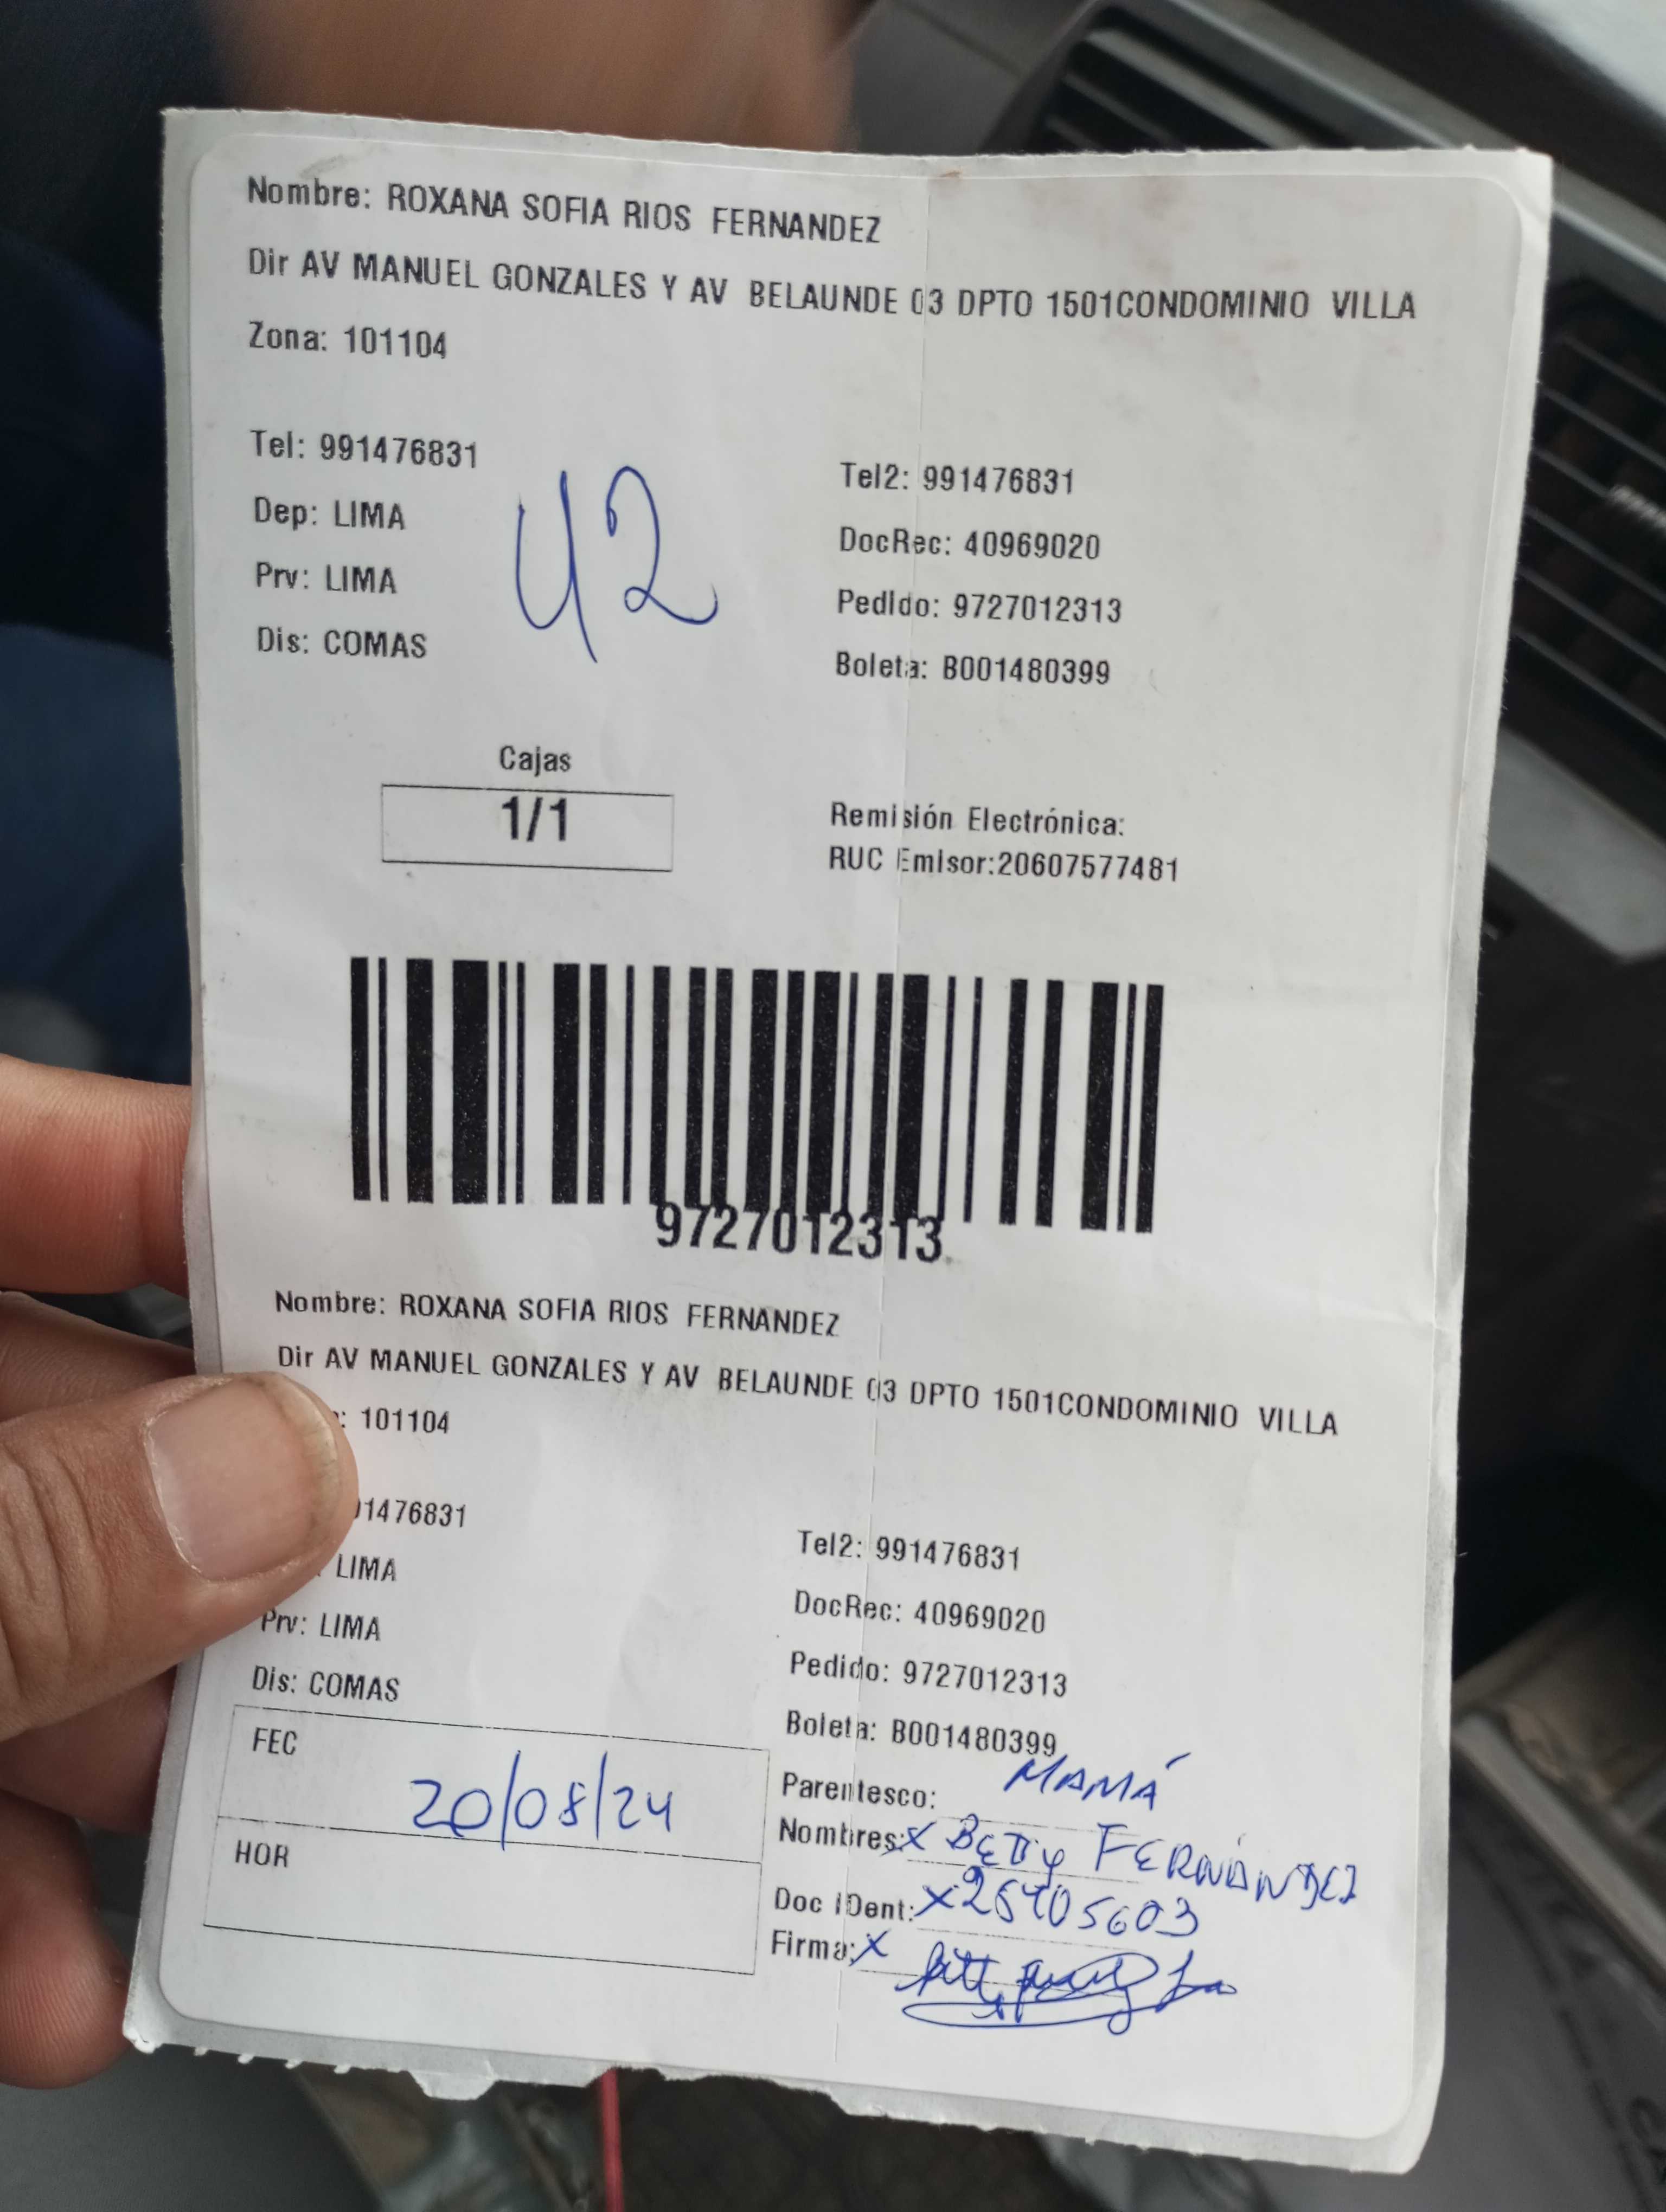 Nombre: ROXANA SOFIA RIOS FERNANDEZ
Dir AV MANUEL GONZALES Y AV BELAUNDE 03 DPTO 1501CONDOMINIO VILLA
Zona: 101104
Tel: 991476831
Tel2: 991476831
Dep: LIMA
DocRec: 40969020
Prv: LIMA
Pedido: 9727012313
Dis: COMAS
Boleta: B001480399
42
Cajas
1/1
Remisión Electrónica:
RUC Emisor:20607577481
9727012313
Nombre: ROXANA SOFIA RIOS FERNANDEZ
Dir AV MANUEL GONZALES Y AV BELAUNDE 03 DPTO 1501CONDOMINIO VILLA
: 101104
1476831
Tel2: 991476831
LIMA
DocRec: 40969020
Prv: LIMA
Pedido: 9727012313
Dis: COMAS
Boleta: B001480399
FEC 20/08/24
Parentesco: MAMÁ
Nombres:X BETTY FERNÁNDEZ
HOR
Doc IDent:X 25405603
Firma:X